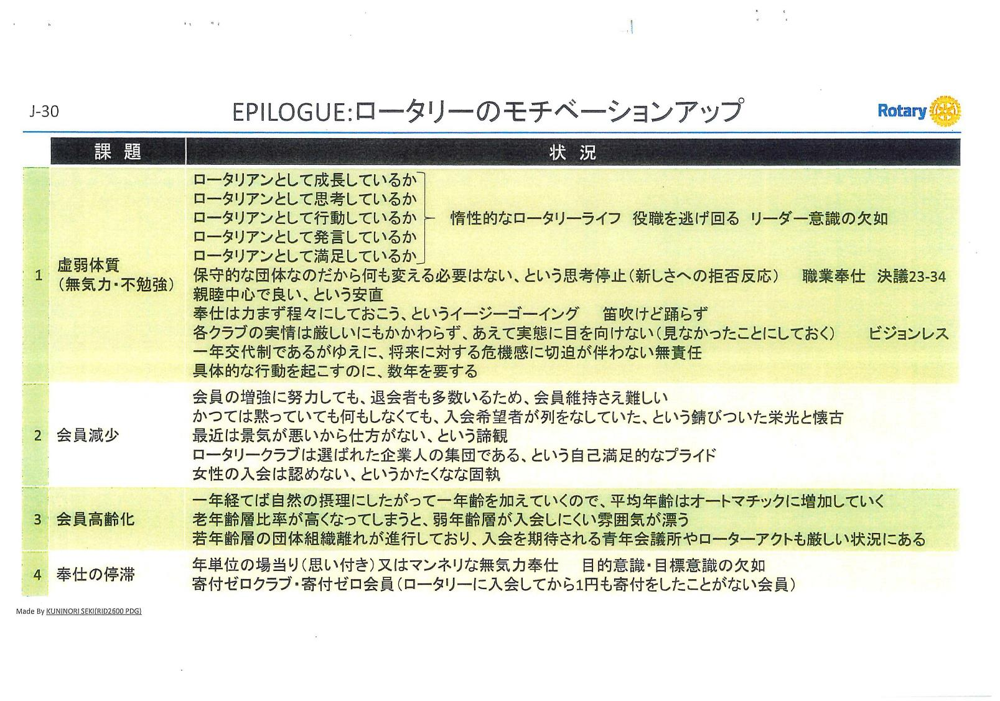 J-30
EPILOGUE:ロータリーのモチベーションアップ
Rotary
課 題
状 況
1
虚弱体質
(無気力・不勉強)
ロータリアンとして成長しているか
ロータリアンとして思考しているか
ロータリアンとして行動しているか
ロータリアンとして発言しているか
ロータリアンとして満足しているか
惰性的なロータリーライフ 役職を逃げ回る リーダー意識の欠如
保守的な団体なのだから何も変える必要はない、という思考停止(新しさへの拒否反応) 職業奉仕 決議23-34
親睦中心で良い、という安直
奉仕は力まず程々にしておこう、というイージーゴーイング 笛吹けど踊らず
各クラブの実情は厳しいにもかかわらず、あえて実態に目を向けない(見なかったことにしておく) ビジョンレス
一年交代制であるがゆえに、将来に対する危機感に切迫が伴わない無責任
具体的な行動を起こすのに、数年を要する
2
会員減少
会員の増強に努力しても、退会者も多数いるため、会員維持さえ難しい
かつては黙っていても何もしなくても、入会希望者が列をなしていた、という錆びついた栄光と懐古
最近は景気が悪いから仕方がない、という諦観
ロータリークラブは選ばれた企業人の集団である、という自己満足的なプライド
女性の入会は認めない、というかたくなな固執
3
会員高齢化
一年経てば自然の摂理にしたがって一年齢を加えていくので、平均年齢はオートマチックに増加していく
老年齢層比率が高くなってしまうと、弱年齢層が入会しにくい雰囲気が漂う
若年齢層の団体組織離れが進行しており、入会を期待される青年会議所やローターアクトも厳しい状況にある
4
奉仕の停滞
年単位の場当り(思い付き)又はマンネリな無気力奉仕 目的意識・目標意識の欠如
寄付ゼロクラブ・寄付ゼロ会員(ロータリーに入会してから1円も寄付をしたことがない会員)
Made By KUNINORI SEKI(RID2600 PDG)